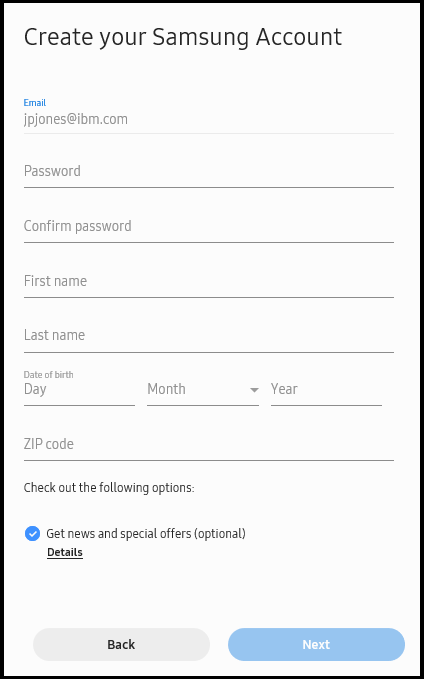 Create your Samsung Account
Email
jpjones@ibm.com
Password
Confirm password
First name
Last name
Date of birth
Day Month Year
ZIP code
Check out the following options:
Get news and special offers (optional)
Details
Back Next